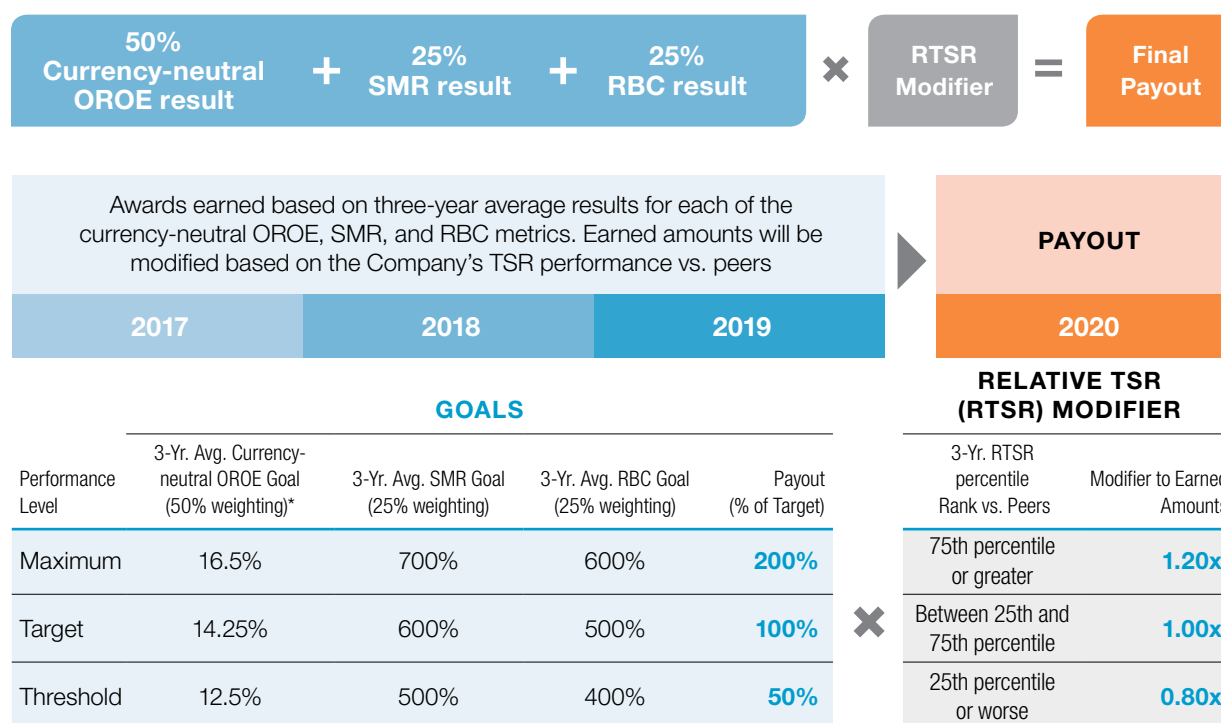 50%
Currency-neutral
OROE result
+
25%
SMR result
+
25%
RBC result
×
RTSR
Modifier
=
Final
Payout
Awards earned based on three-year average results for each of the
currency-neutral OROE, SMR, and RBC metrics. Earned amounts will be
modified based on the Company’s TSR performance vs. peers
PAYOUT
2017 2018 2019 2020
GOALS
RELATIVE TSR
(RTSR) MODIFIER
Performance
Level
3-Yr. Avg. Currency-
neutral OROE Goal
(50% weighting)*
3-Yr. Avg. SMR Goal
(25% weighting)
3-Yr. Avg. RBC Goal
(25% weighting)
Payout
(% of Target)
3-Yr. RTSR
percentile
Rank vs. Peers
Modifier to Earned
Amounts
Maximum 16.5% 700% 600% 200%
75th percentile
or greater
1.20x
Target 14.25% 600% 500% 100%
×
Between 25th and
75th percentile
1.00x
Threshold 12.5% 500% 400% 50%
25th percentile
or worse
0.80x